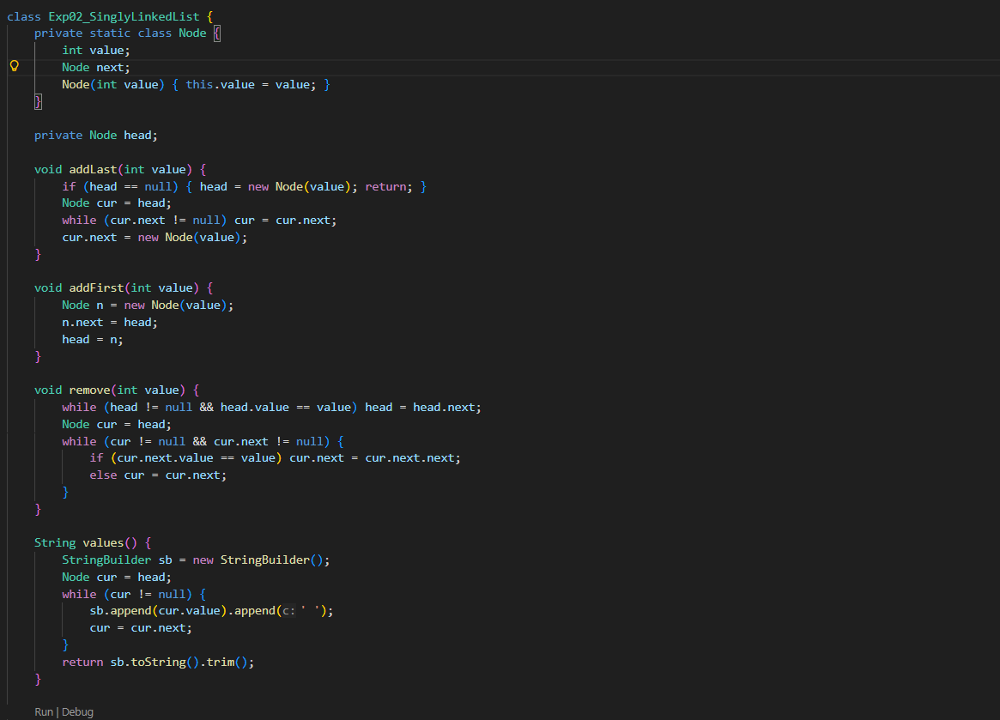 class Exp02_SinglyLinkedList {
    private static class Node {
        int value;
        Node next;
        Node(int value) { this.value = value; }
    }

    private Node head;

    void addLast(int value) {
        if (head == null) { head = new Node(value); return; }
        Node cur = head;
        while (cur.next != null) cur = cur.next;
        cur.next = new Node(value);
    }

    void addFirst(int value) {
        Node n = new Node(value);
        n.next = head;
        head = n;
    }

    void remove(int value) {
        while (head != null && head.value == value) head = head.next;
        Node cur = head;
        while (cur != null && cur.next != null) {
            if (cur.next.value == value) cur.next = cur.next.next;
            else cur = cur.next;
        }
    }

    String values() {
        StringBuilder sb = new StringBuilder();
        Node cur = head;
        while (cur != null) {
            sb.append(cur.value).append(c:' ');
            cur = cur.next;
        }
        return sb.toString().trim();
    }

    Run | Debug